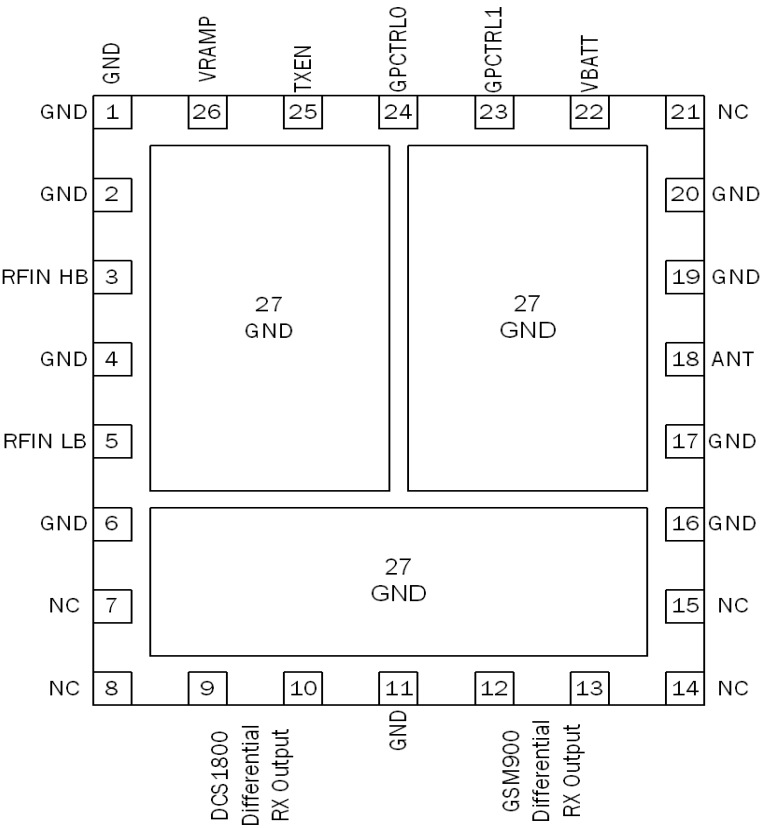 GND
VRAMP
TXEN
GPCTRL0
GPCTRL1
VBATT
GND 1 26 25 24 23 22 21 NC
GND 2 20 GND
RFIN HB 3 19 GND
27
GND
27
GND
GND 4 18 ANT
RFIN LB 5 17 GND
GND 6 16 GND
27
GND
NC 7 15 NC
NC 8 9 10 11 12 13 14 NC
DCS1800
Differential
RX Output
GND
GSM900
Differential
RX Output